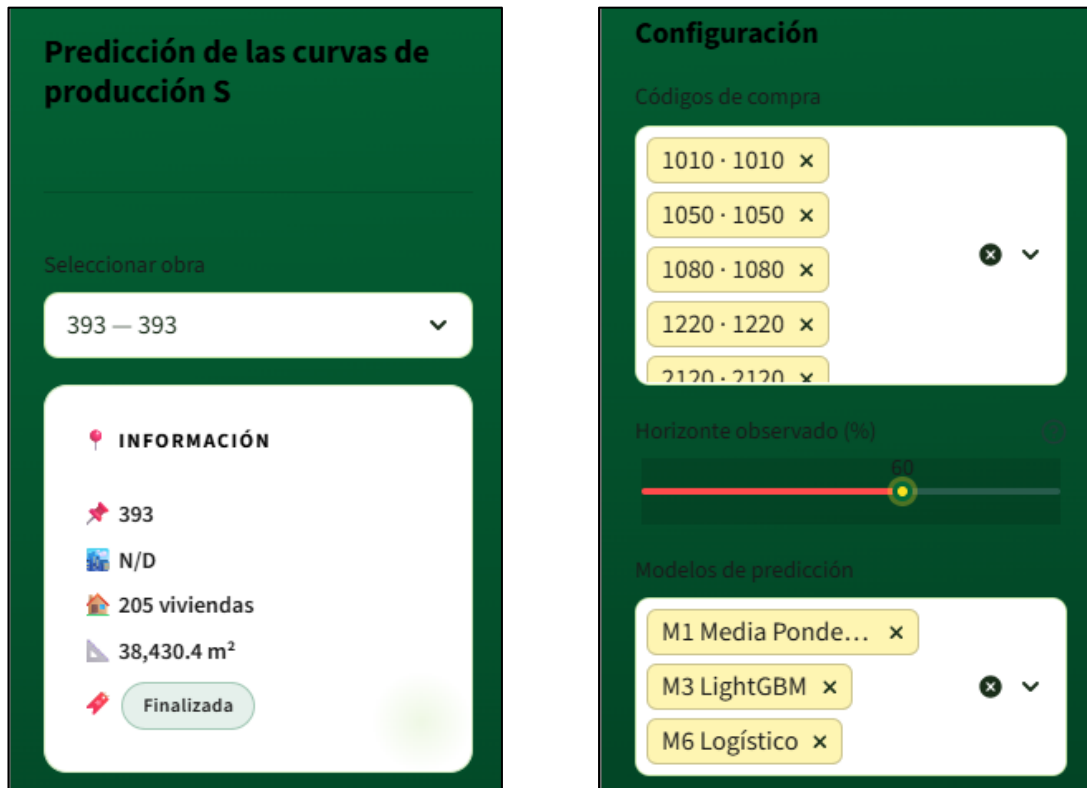 Predicción de las curvas de
producción S
Seleccionar obra
393 — 393
INFORMACIÓN
393
N/D
205 viviendas
38,430.4 m²
Finalizada
Configuración
Códigos de compra
1010 · 1010 ×
1050 · 1050 ×
1080 · 1080 ×
1220 · 1220 ×
2120 · 2120 ×
Horizonte observado (%)
60
Modelos de predicción
M1 Media Ponde... ×
M3 LightGBM ×
M6 Logístico ×